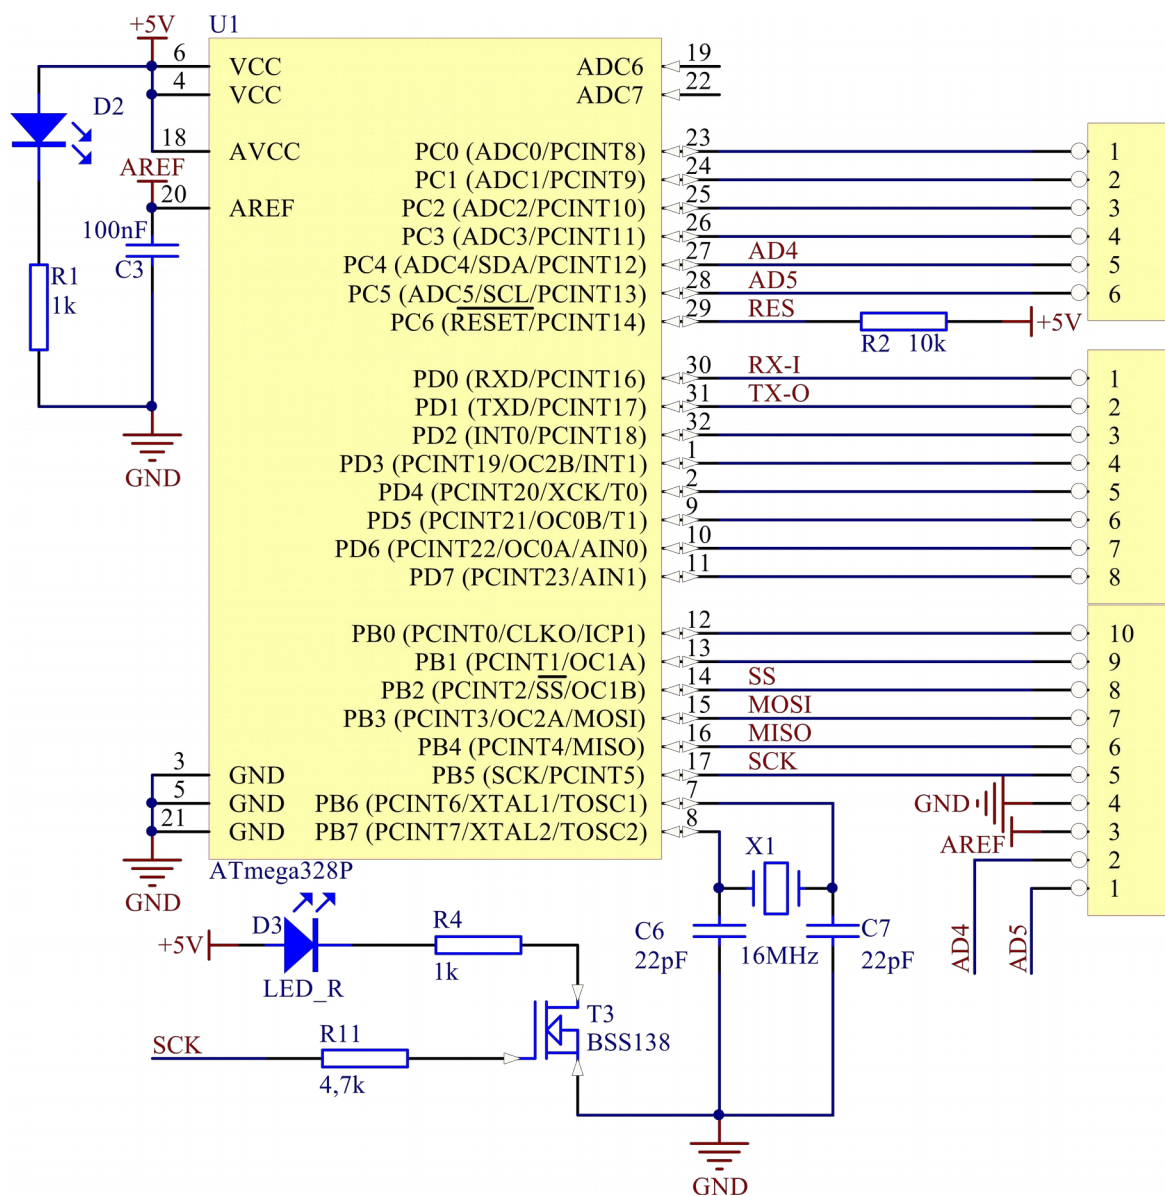 +5V
U1
6 VCC
4 VCC
18 AVCC
AREF
20 AREF
D2
100nF
C3
R1
1k
GND
ADC6 19
ADC7 22
PC0 (ADC0/PCINT8) 23 1
PC1 (ADC1/PCINT9) 24 2
PC2 (ADC2/PCINT10) 25 3
PC3 (ADC3/PCINT11) 26 4
PC4 (ADC4/SDA/PCINT12) 27 AD4 5
PC5 (ADC5/SCL/PCINT13) 28 AD5 6
PC6 (RESET/PCINT14) 29 RES +5V
R2 10k
PD0 (RXD/PCINT16) 30 RX-I 1
PD1 (TXD/PCINT17) 31 TX-O 2
PD2 (INT0/PCINT18) 32 3
PD3 (PCINT19/OC2B/INT1) 1 4
PD4 (PCINT20/XCK/T0) 2 5
PD5 (PCINT21/OC0B/T1) 9 6
PD6 (PCINT22/OC0A/AIN0) 10 7
PD7 (PCINT23/AIN1) 11 8
PB0 (PCINT0/CLKO/ICP1) 12 10
PB1 (PCINT1/OC1A) 13 9
PB2 (PCINT2/SS/OC1B) 14 SS 8
PB3 (PCINT3/OC2A/MOSI) 15 MOSI 7
PB4 (PCINT4/MISO) 16 MISO 6
3 GND PB5 (SCK/PCINT5) 17 SCK 5
5 GND PB6 (PCINT6/XTAL1/TOSC1) 7 GND 4
21 GND PB7 (PCINT7/XTAL2/TOSC2) 8 3
AREF
2
1
ATmega328P
GND
X1
16MHz
C6
22pF
C7
22pF
AD4
AD5
+5V
D3
LED_R
R4
1k
T3
BSS138
SCK
R11
4,7k
GND